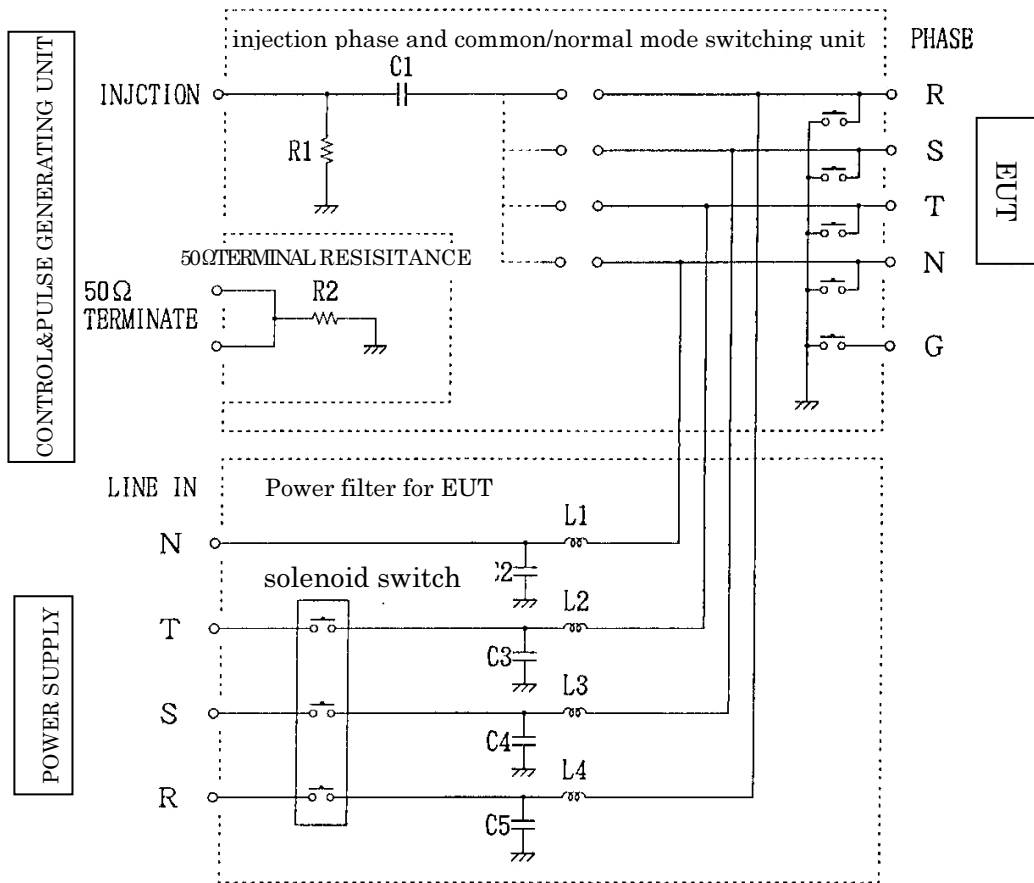 CONTROL&PULSE GENERATING UNIT
injection phase and common/normal mode switching unit
PHASE
C1
INJCTION
R
R1
S
EUT
T
50ΩTERMINAL RESISITANCE
N
50Ω
TERMINATE
R2
G
LINE IN
Power filter for EUT
L1
N
C2
solenoid switch
L2
T
C3
POWER SUPPLY
L3
S
C4
L4
R
C5